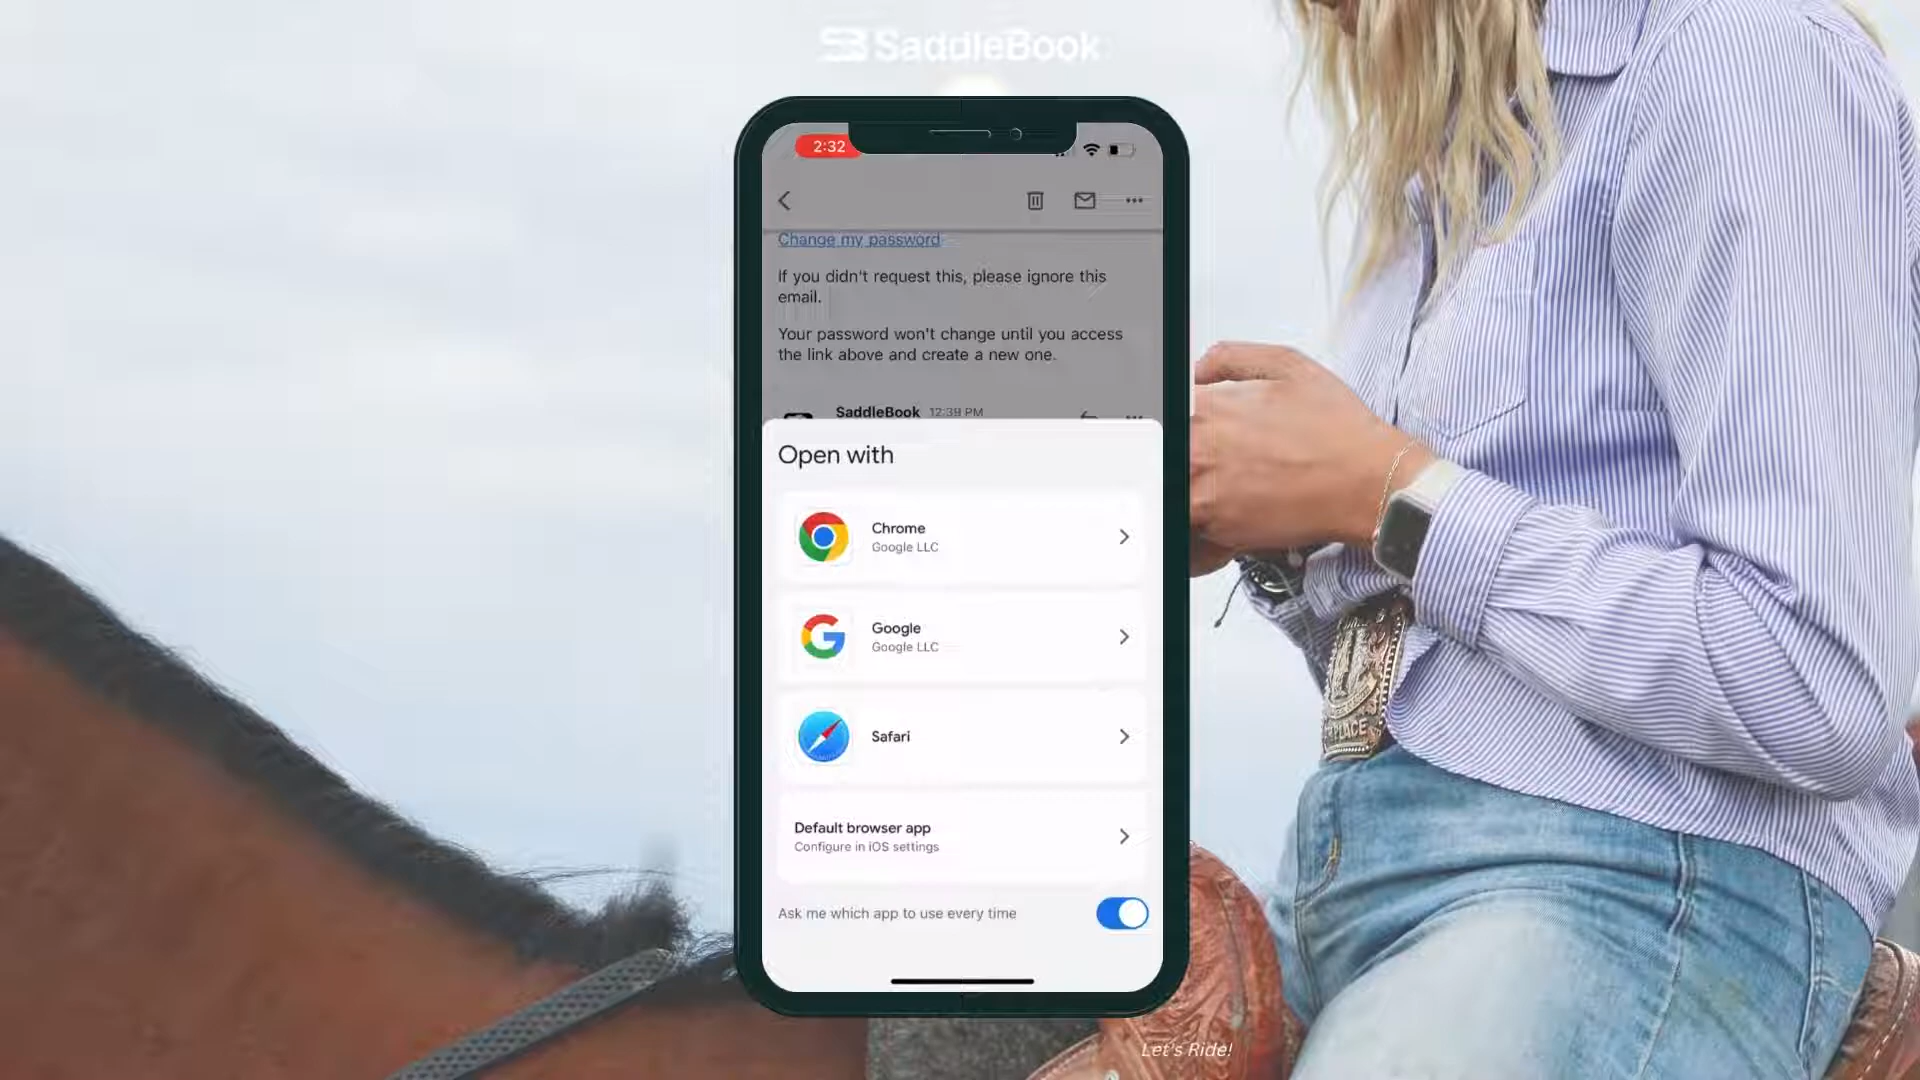 SaddleBook
2:32
Change my password
If you didn't request this, please ignore this
email.
Your password won't change until you access
the link above and create a new one.
SaddleBook 12:39 PM
Open with
Chrome
Google LLC
Google
Google LLC
Safari
Default browser app
Configure in iOS settings
Ask me which app to use every time
PLACE
Let's Ride!